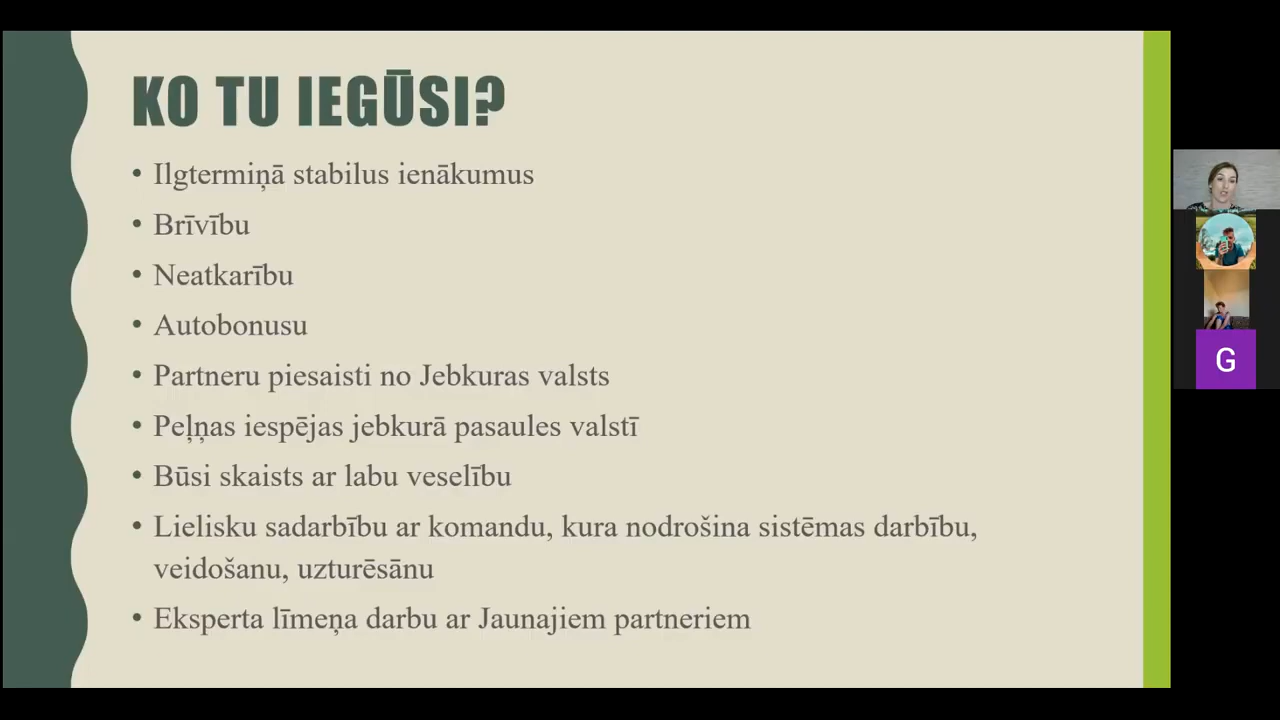 KO TU IEGŪSI?
• Ilgtermiņā stabilus ienākumus
• Brīvību
• Neatkarību
• Autobonusu
• Partneru piesaisti no Jebkuras valsts
• Peļņas iespējas jebkurā pasaules valstī
• Būsi skaists ar labu veselību
• Lielisku sadarbību ar komandu, kura nodrošina sistēmas darbību,
veidošanu, uzturēsānu
• Eksperta līmeņa darbu ar Jaunajiem partneriem
G